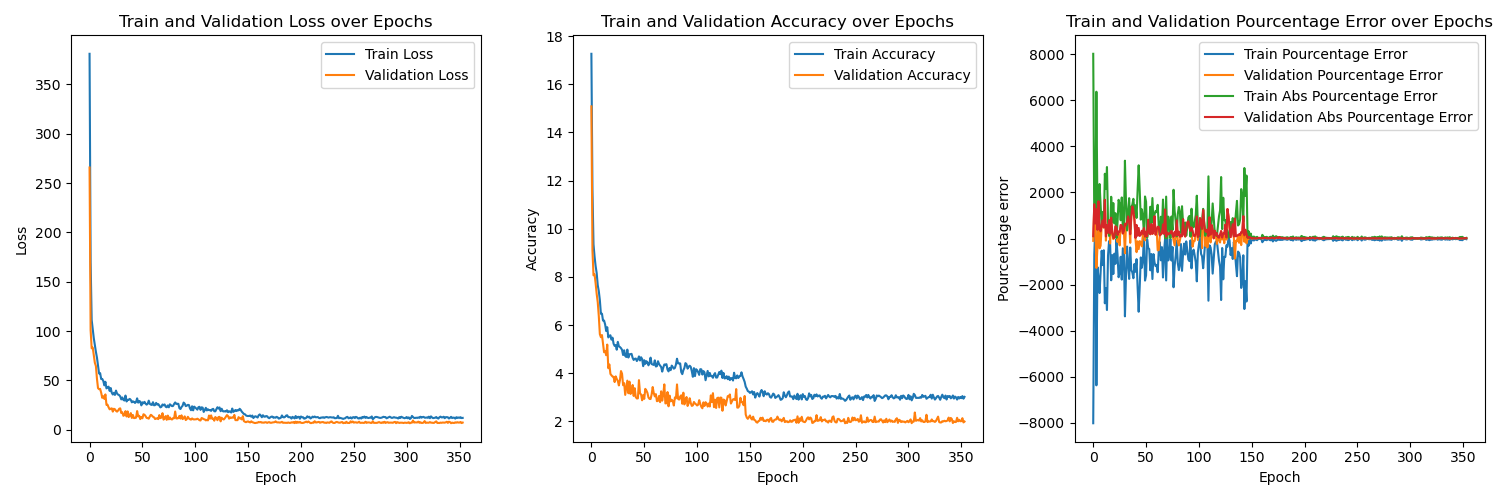 Train and Validation Loss over Epochs
Train Loss
Validation Loss
Loss
350
300
250
200
150
100
50
0
0 50 100 150 200 250 300 350
Epoch
Train and Validation Accuracy over Epochs
Train Accuracy
Validation Accuracy
Accuracy
18
16
14
12
10
8
6
4
2
0 50 100 150 200 250 300 350
Epoch
Train and Validation Pourcentage Error over Epochs
Train Pourcentage Error
Validation Pourcentage Error
Train Abs Pourcentage Error
Validation Abs Pourcentage Error
Pourcentage error
8000
6000
4000
2000
0
−2000
−4000
−6000
−8000
0 50 100 150 200 250 300 350
Epoch